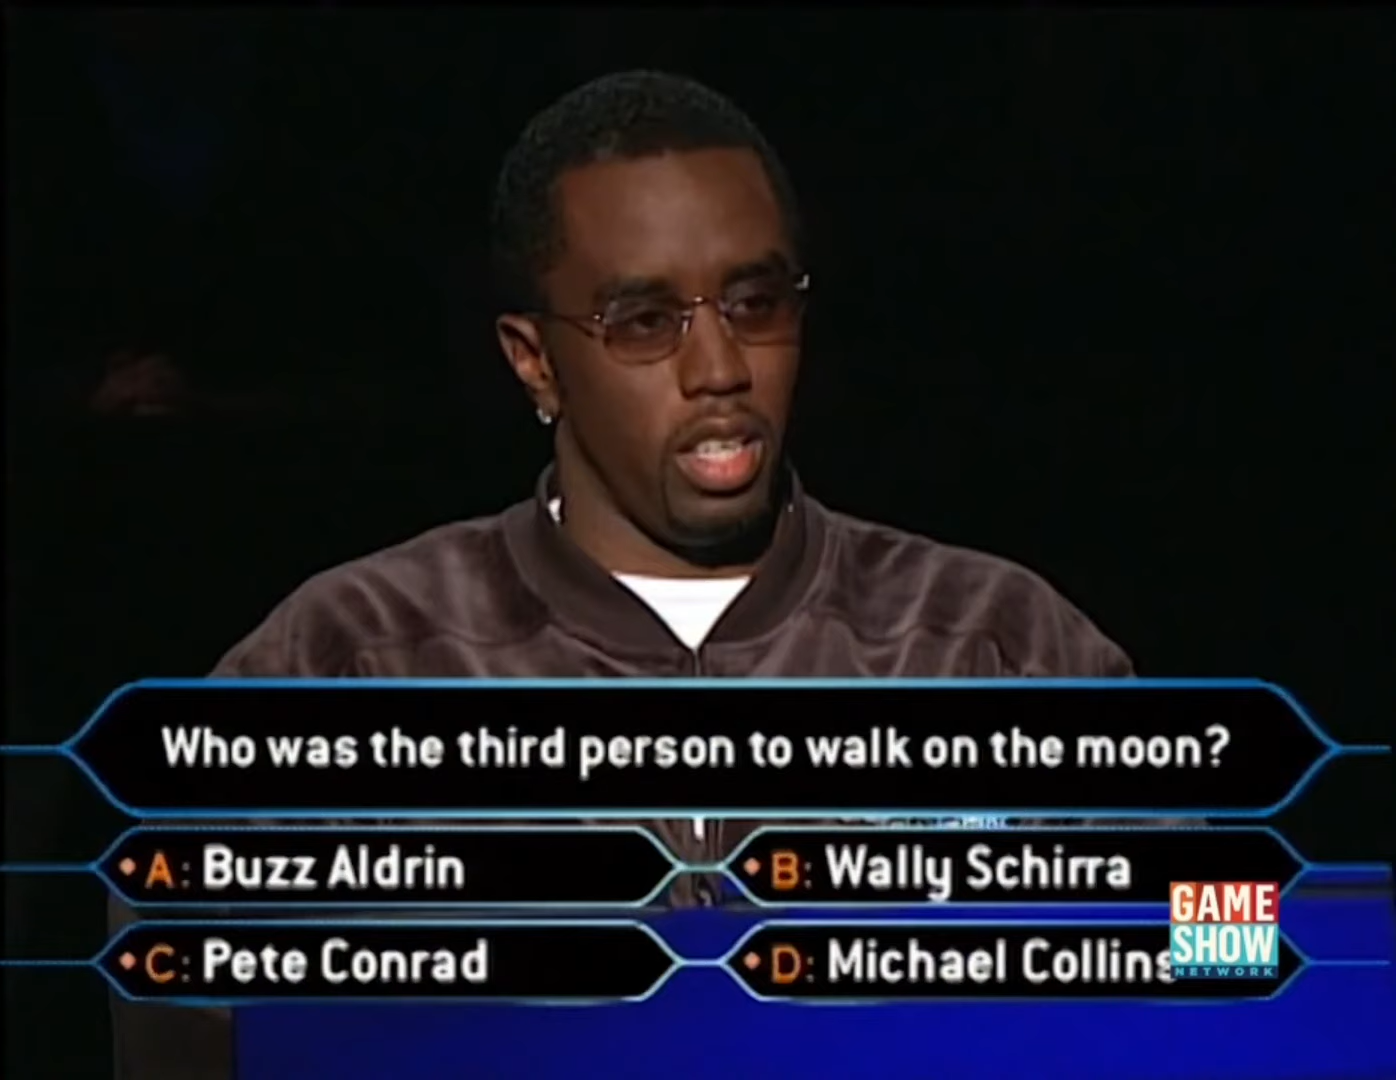 Who was the third person to walk on the moon?
A: Buzz Aldrin
B: Wally Schirra
C: Pete Conrad
D: Michael Collins
GAME
SHOW
NETWORK